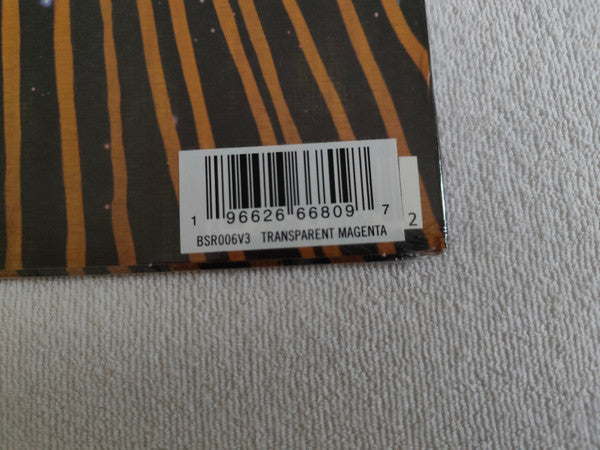 1 96626 66809 7
2
BSR006V3 TRANSPARENT MAGENTA